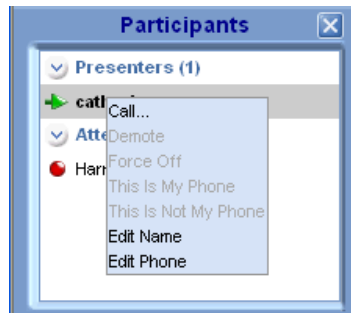 Participants
Presenters (1)
Call...
Demote
Force Off
This Is My Phone
This Is Not My Phone
Edit Name
Edit Phone